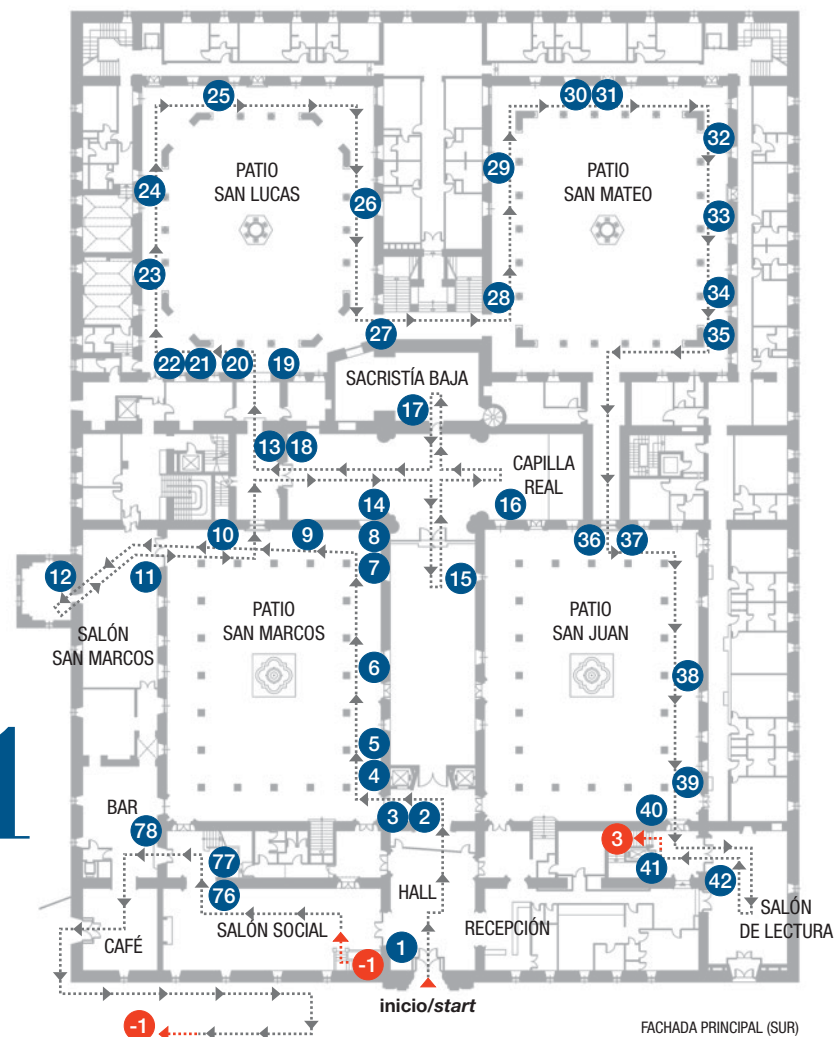 25
30 31
32
PATIO
SAN LUCAS
PATIO
SAN MATEO
29
24
26
33
23
28
34
27
35
22 21 20 19
SACRISTÍA BAJA
17
13 18
CAPILLA
REAL
14
16
10 9 8
36 37
7
12 11
15
PATIO
SAN MARCOS
PATIO
SAN JUAN
SALÓN
SAN MARCOS
6
38
1
5
4
39
BAR
3 2
40
78
3
77
41
42
76
HALL
SALÓN SOCIAL
RECEPCIÓN
SALÓN
DE LECTURA
CAFÉ
1
-1
inicio/start
-1
FACHADA PRINCIPAL (SUR)